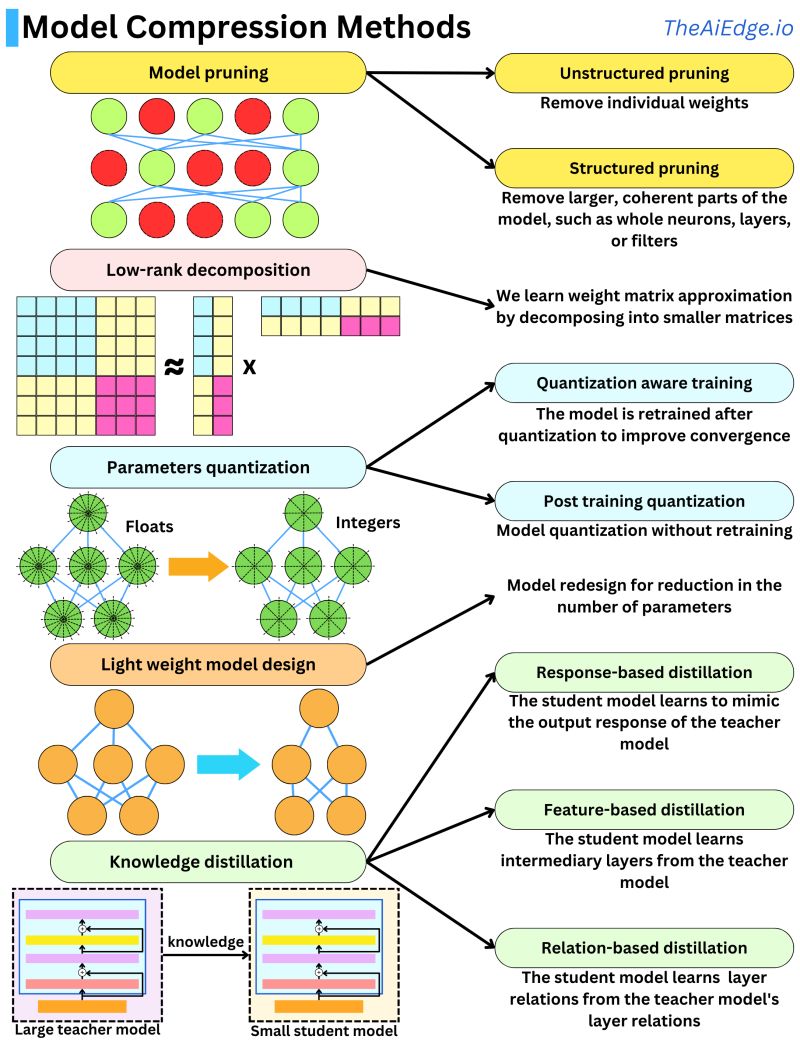 Model Compression Methods
TheAiEdge.io
Model pruning
Unstructured pruning
Remove individual weights
Structured pruning
Remove larger, coherent parts of the
model, such as whole neurons, layers,
or filters
Low-rank decomposition
We learn weight matrix approximation
by decomposing into smaller matrices
≈
x
Quantization aware training
The model is retrained after
quantization to improve convergence
Parameters quantization
Post training quantization
Model quantization without retraining
Floats
Integers
Model redesign for reduction in the
number of parameters
Light weight model design
Response-based distillation
The student model learns to mimic
the output response of the teacher
model
Feature-based distillation
The student model learns
intermediary layers from the teacher
model
Knowledge distillation
knowledge
Large teacher model
Small student model
Relation-based distillation
The student model learns layer
relations from the teacher model's
layer relations